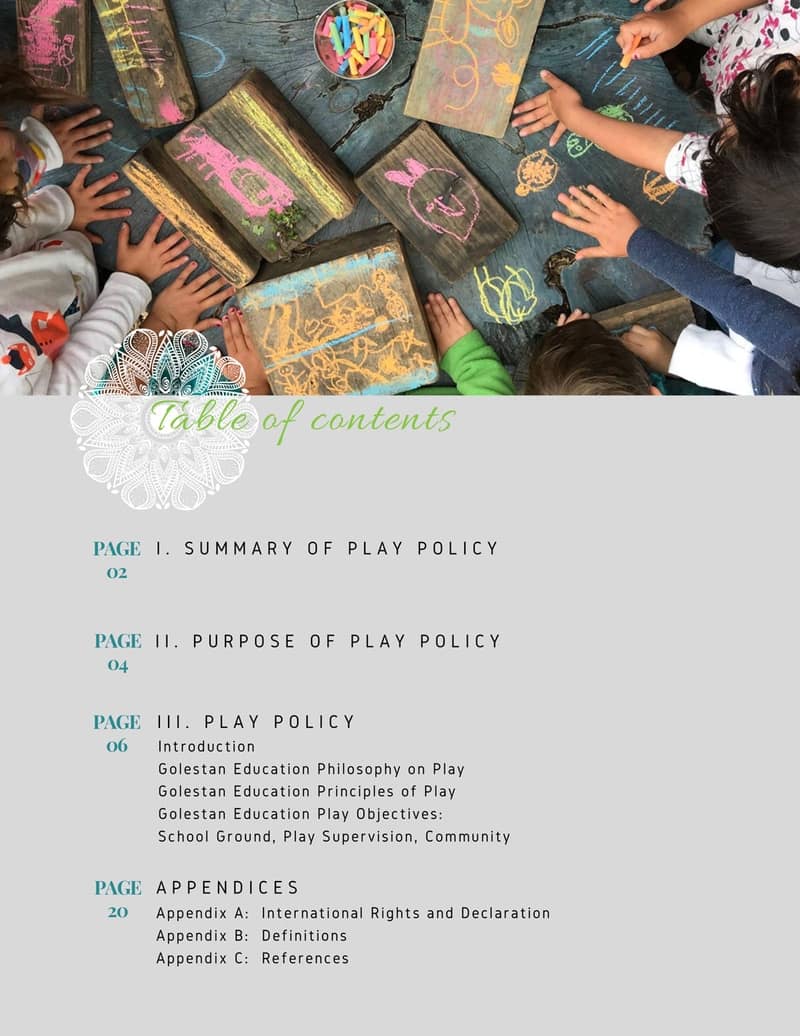 Table of contents
PAGE I. SUMMARY OF PLAY POLICY
02
PAGE II. PURPOSE OF PLAY POLICY
04
PAGE III. PLAY POLICY
06 Introduction
Golestan Education Philosophy on Play
Golestan Education Principles of Play
Golestan Education Play Objectives:
School Ground, Play Supervision, Community
PAGE APPENDICES
20 Appendix A: International Rights and Declaration
Appendix B: Definitions
Appendix C: References